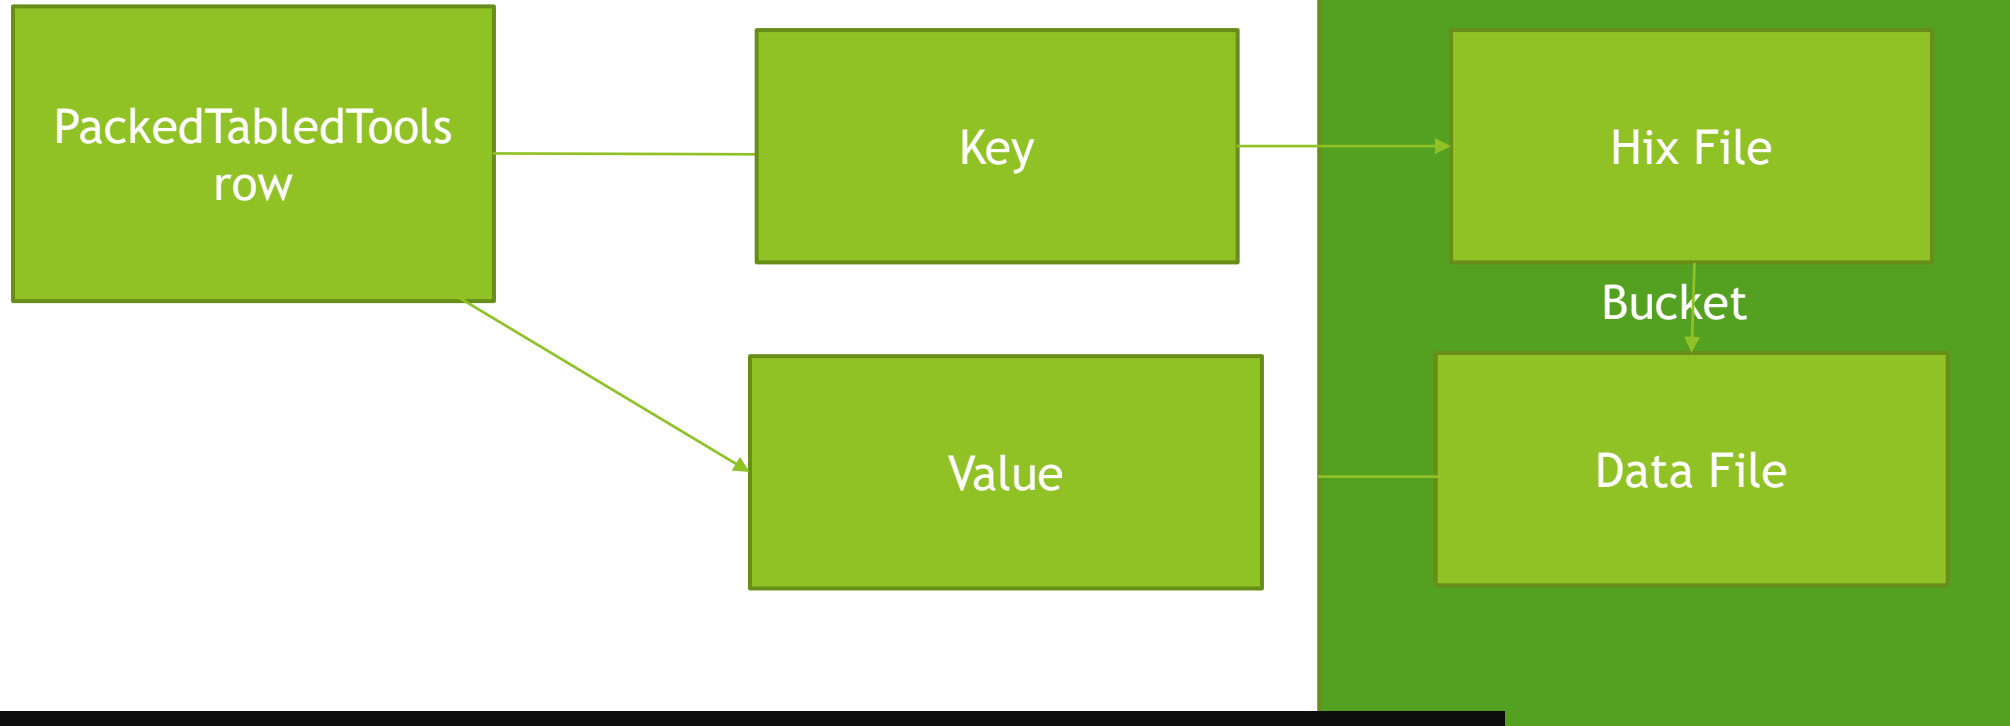 PackedTabledTools
row
Key
Hix File
Bucket
Value
Data File